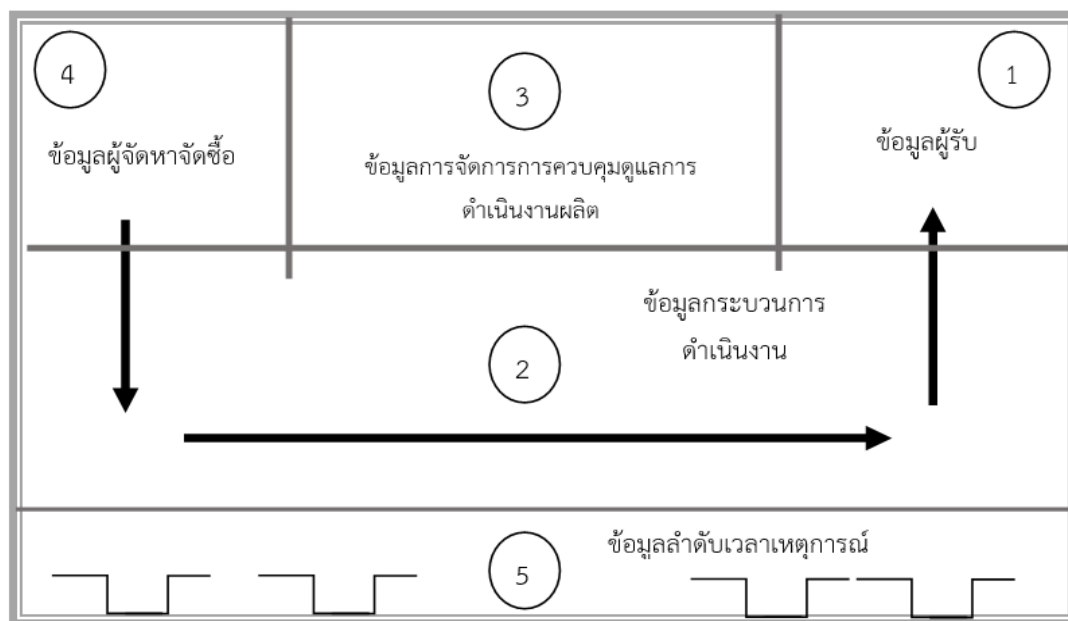 4
ข้อมูลผู้จัดหาจัดซื้อ
3
ข้อมูลการจัดการการควบคุมดูแลการ
ดำเนินงานผลิต
1
ข้อมูลผู้รับ
ข้อมูลกระบวนการ
ดำเนินงาน
2
ข้อมูลลำดับเวลาเหตุการณ์
5